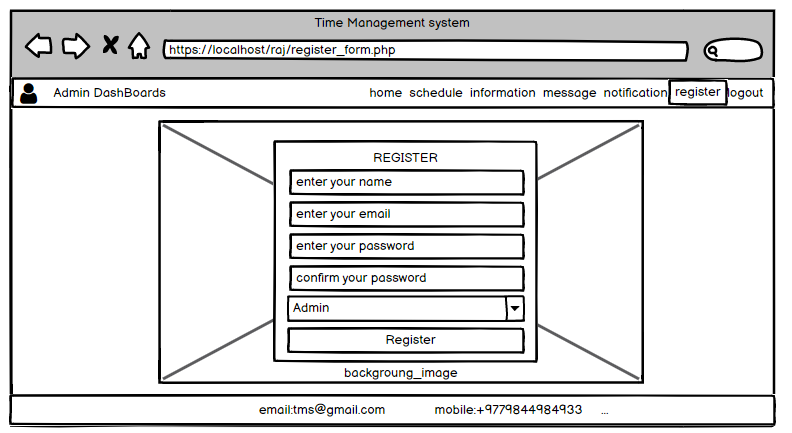 Time Management system
https://localhost/raj/register_form.php
Admin DashBoards home schedule information message notification register logout
REGISTER
enter your name
enter your email
enter your password
confirm your password
Admin
Register
backgroung_image
email:tms@gmail.com mobile:+9779844984933 ...